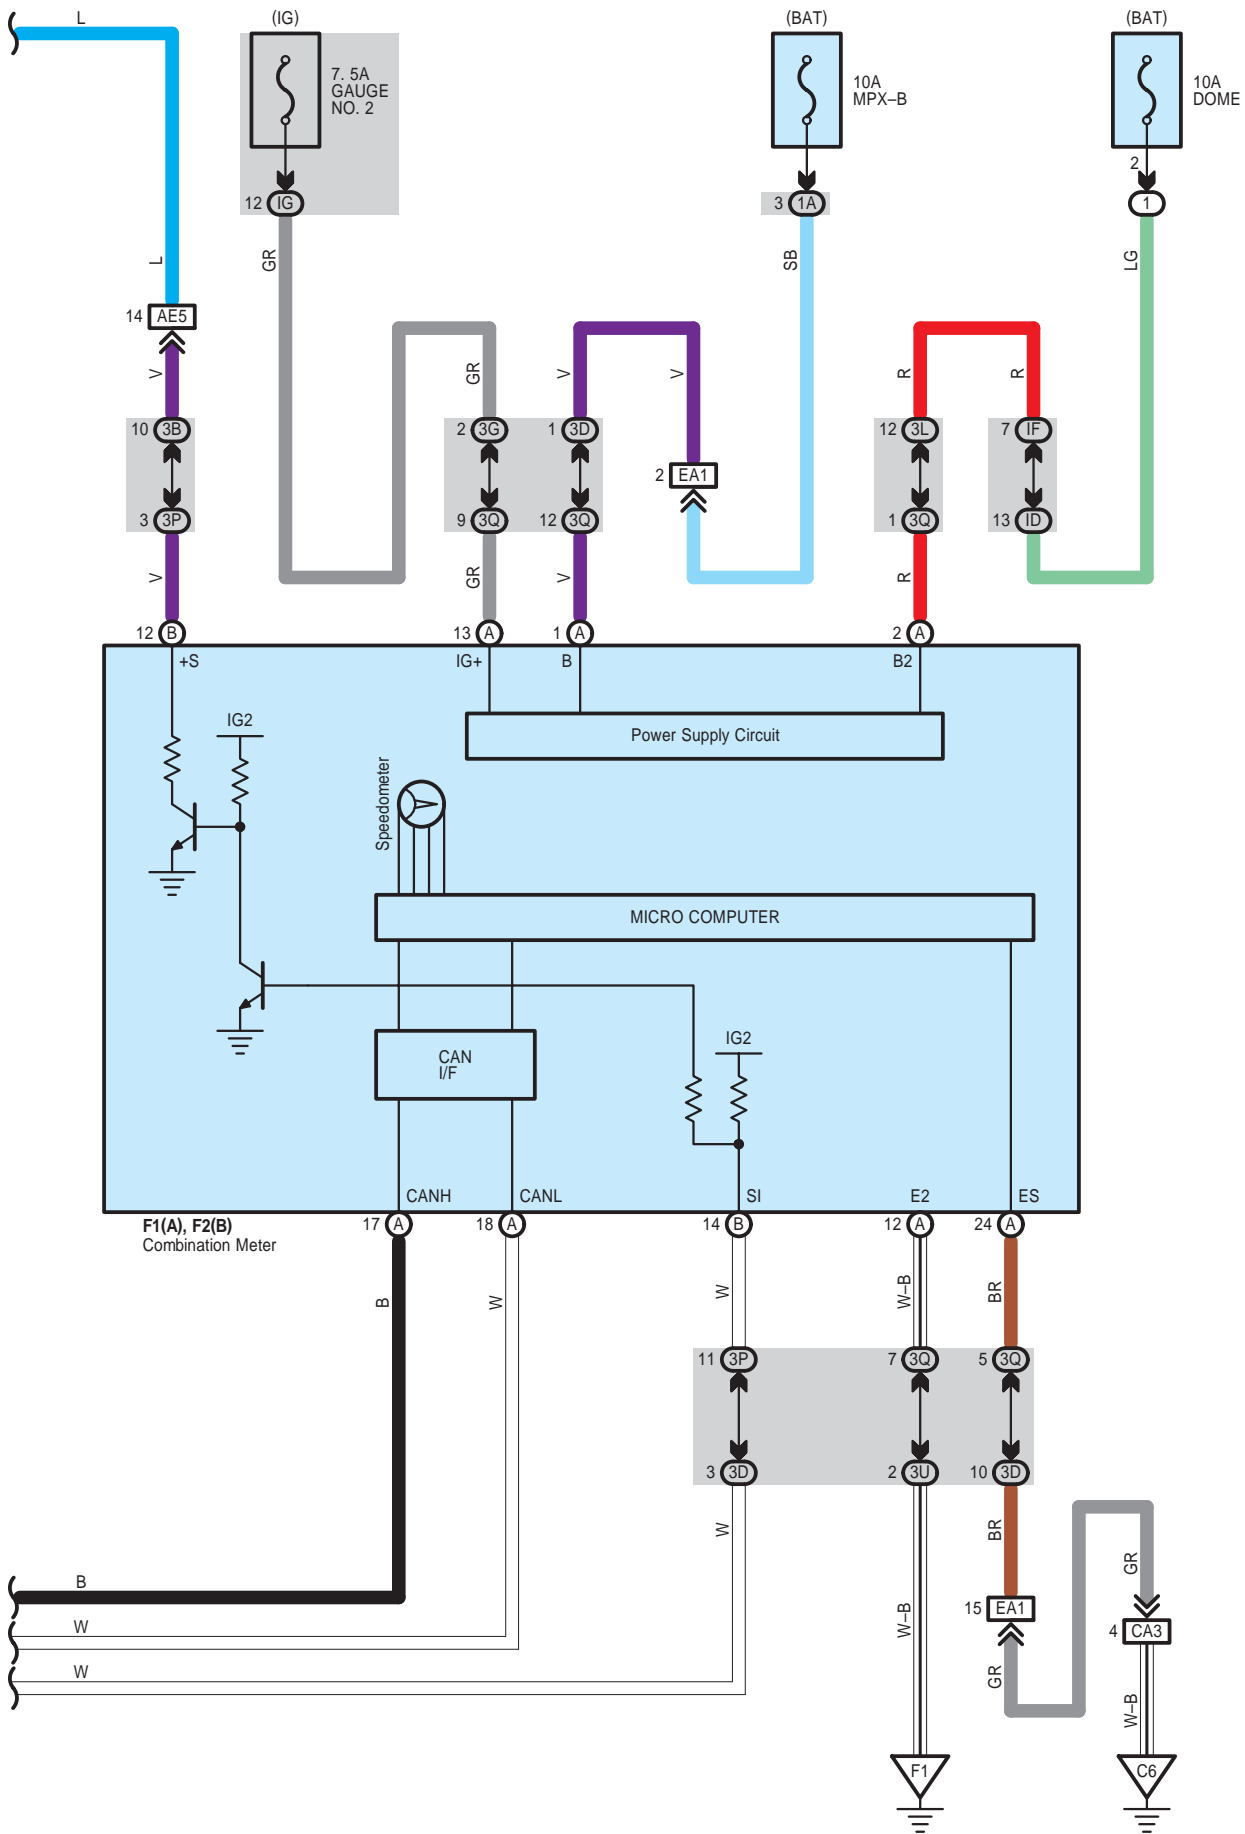 L
(IG)
(BAT)
(BAT)
7. 5A
GAUGE
NO. 2
10A
MPX–B
10A
DOME
2
12 IG
3 1A
1
L
GR
SB
LG
14 AE5
V
GR
V
V
R
R
10 3B
2 3G
1 3D
12 3L
7 IF
2 EA1
3 3P
9 3Q
12 3Q
1 3Q
13 ID
V
GR
V
R
12 B
13 A
1 A
2 A
+S
IG+
B
B2
IG2
Power Supply Circuit
Speedometer
MICRO COMPUTER
CAN
I/F
IG2
CANH
CANL
SI
E2
ES
F1(A), F2(B)
Combination Meter
17 A
18 A
14 B
12 A
24 A
B
W
W
W–B
BR
11 3P
7 3Q
5 3Q
3 3D
2 3U
10 3D
W
BR
GR
B
W–B
15 EA1
4 CA3
W
W
GR
W–B
F1
C6